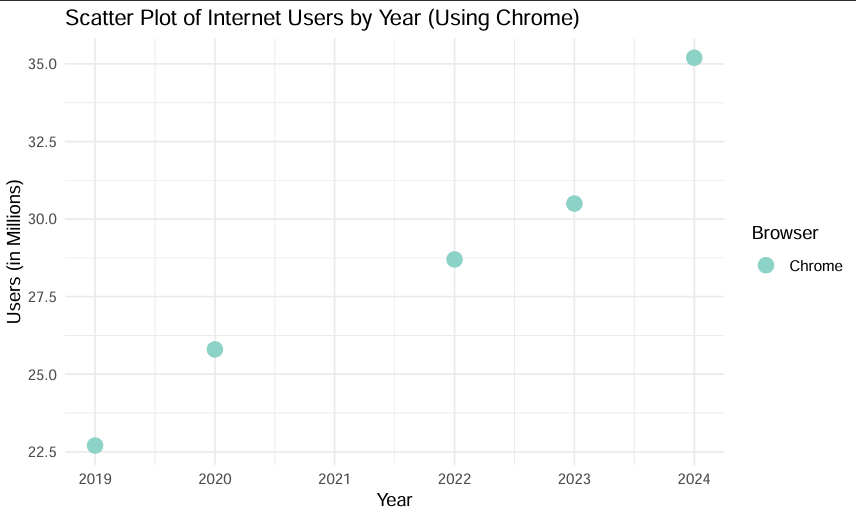 Scatter Plot of Internet Users by Year (Using Chrome)
35.0
32.5
30.0
27.5
25.0
22.5
Users (in Millions)
2019 2020 2021 2022 2023 2024
Year
Browser
Chrome